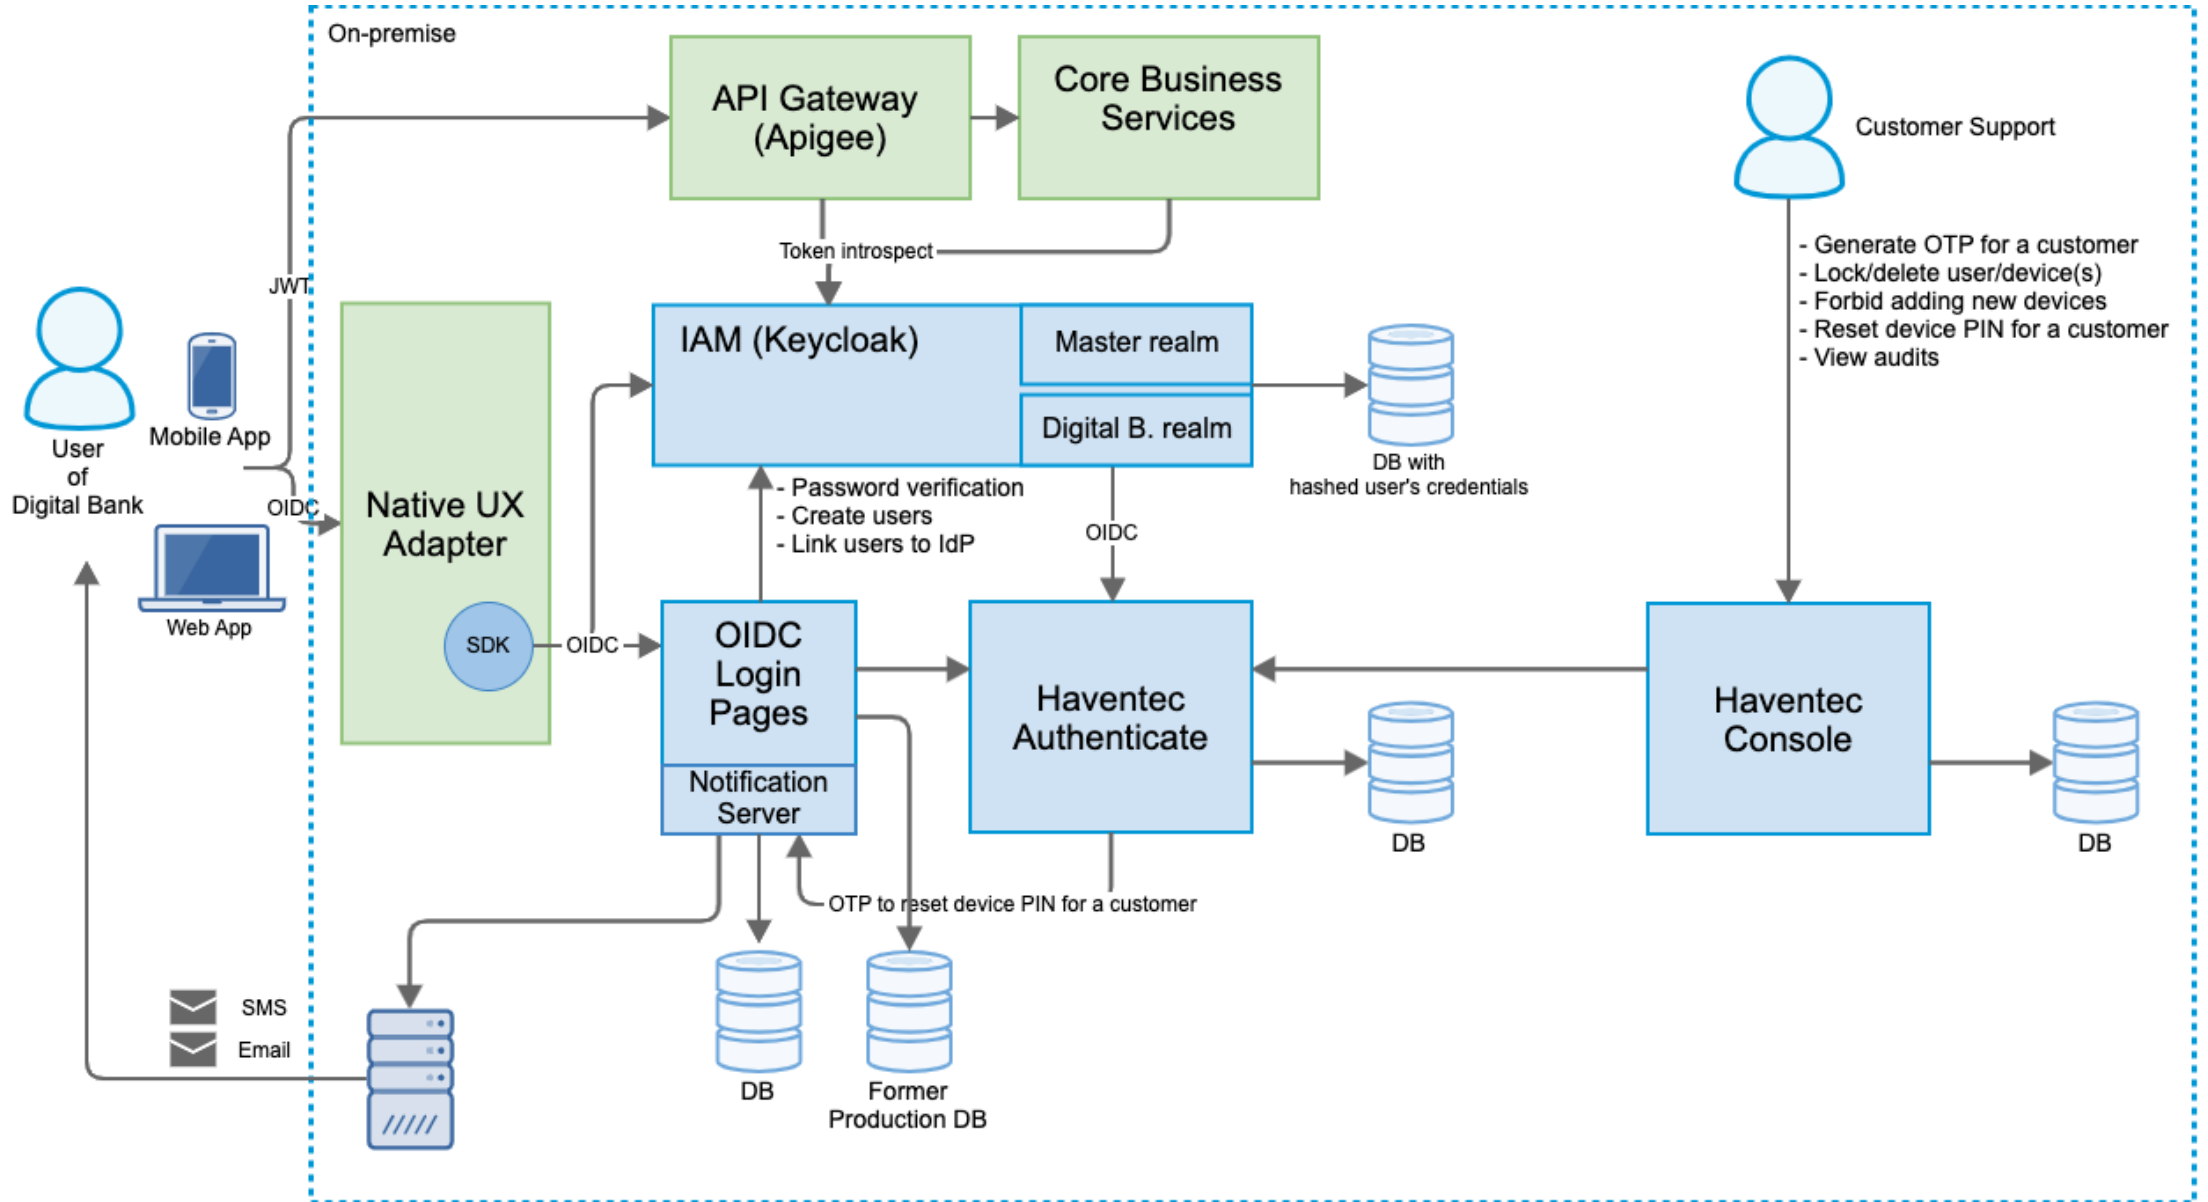 On-premise
API Gateway
(Apigee)
Core Business
Services
Customer Support
Token introspect
- Generate OTP for a customer
- Lock/delete user/device(s)
- Forbid adding new devices
- Reset device PIN for a customer
- View audits
JWT
IAM (Keycloak)
Master realm
Digital B. realm
DB with
hashed user's credentials
Mobile App
User
of
Digital Bank
OIDC
Web App
Native UX
Adapter
SDK
OIDC
- Password verification
- Create users
- Link users to IdP
OIDC
OIDC
Login
Pages
Notification
Server
Haventec
Authenticate
DB
Haventec
Console
DB
OTP to reset device PIN for a customer
SMS
Email
DB
Former
Production DB